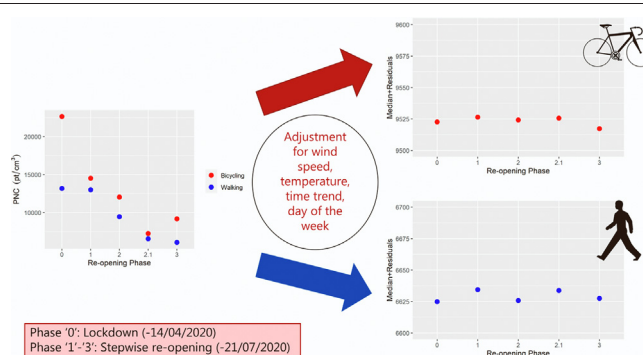 20000
15000
10000
PNC (pt/cm³)
0 1 2 2.1 3
Re-opening Phase
Bicycling
Walking
Adjustment
for wind
speed,
temperature,
time trend,
day of the
week
9600
9575
9550
9525
9500
Median+Residuals
0 1 2 2.1 3
Re-opening Phase
6700
6675
6650
6625
6600
Median+Residuals
0 1 2 2.1 3
Re-opening Phase
Phase '0': Lockdown (-14/04/2020)
Phase '1'-'3': Stepwise re-opening (-21/07/2020)